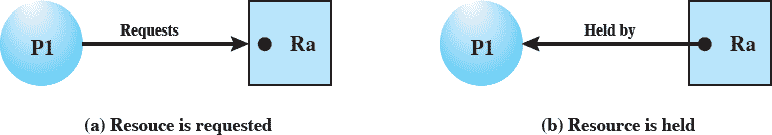 P1 Requests Ra
P1 Held by Ra
(a) Resouce is requested
(b) Resource is held